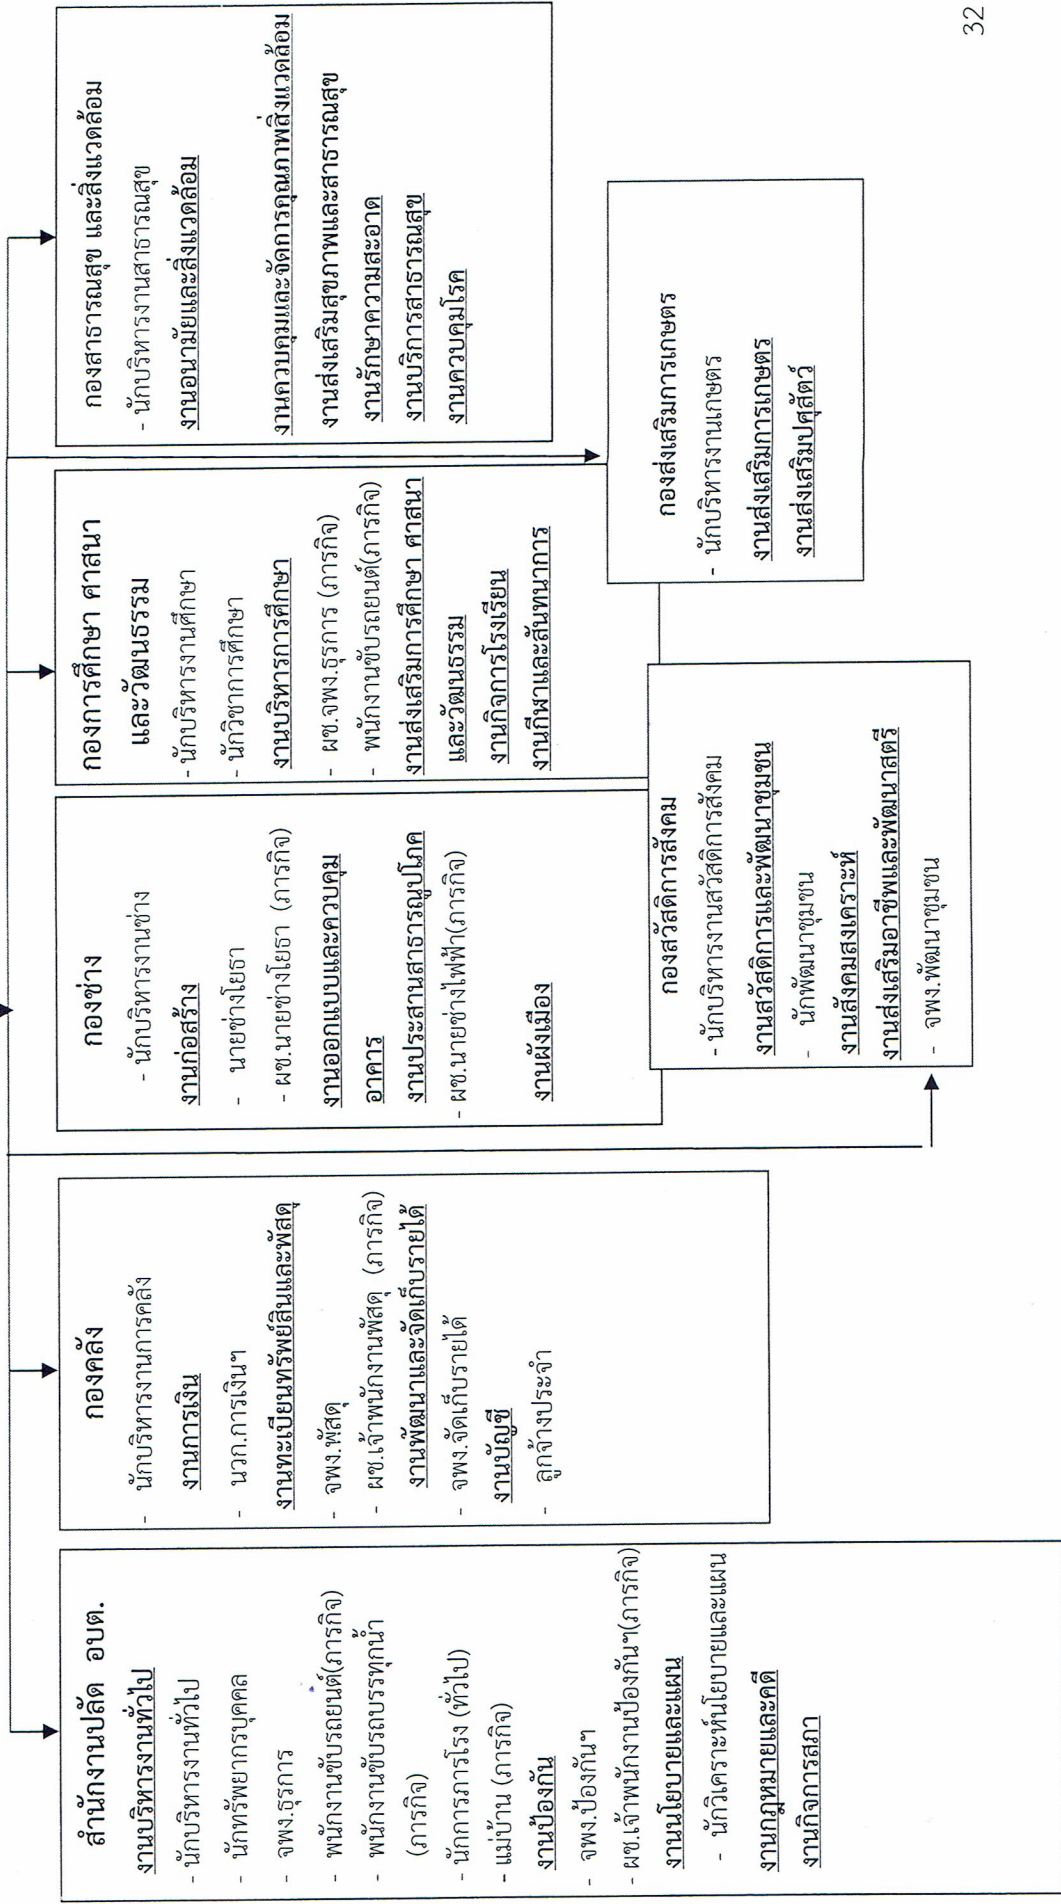 สำนักงานปลัด อบต.
งานบริหารงานทั่วไป
- นักบริหารงานทั่วไป
- นักทรัพยากรบุคคล
- จพง.ธุรการ
- พนักงานขับรถยนต์(ภารกิจ)
- พนักงานขับรถบรรทุกน้ำ
(ภารกิจ)
- นักการภารโรง (ทั่วไป)
- แม่บ้าน (ภารกิจ)
งานป้องกัน
- จพง.ป้องกันฯ
- ผช.เจ้าพนักงานป้องกันฯ(ภารกิจ)
งานนโยบายและแผน
- นักวิเคราะห์นโยบายและแผน
งานกฎหมายและคดี
งานกิจการสภา
กองคลัง
- นักบริหารงานการคลัง
งานการเงิน
- นวก.การเงินฯ
งานทะเบียนทรัพย์สินและพัสดุ
- จพง.พัสดุ
- ผช.เจ้าพนักงานพัสดุ (ภารกิจ)
งานพัฒนาและจัดเก็บรายได้
- จพง.จัดเก็บรายได้
งานบัญชี
- ลูกจ้างประจำ
กองช่าง
- นักบริหารงานช่าง
งานก่อสร้าง
- นายช่างโยธา
- ผช.นายช่างโยธา (ภารกิจ)
งานออกแบบและควบคุม
อาคาร
งานประสานสาธารณูปโภค
- ผช.นายช่างไฟฟ้า(ภารกิจ)
งานผังเมือง
กองการศึกษา ศาสนา
และวัฒนธรรม
- นักบริหารงานศึกษา
- นักวิชาการศึกษา
งานบริหารการศึกษา
- ผช.จพง.ธุรการ (ภารกิจ)
- พนักงานขับรถยนต์(ภารกิจ)
งานส่งเสริมการศึกษา ศาสนา
และวัฒนธรรม
งานกิจการโรงเรียน
งานกีฬาและสันทนาการ
กองสาธารณสุข และสิ่งแวดล้อม
- นักบริหารงานสาธารณสุข
งานอนามัยและสิ่งแวดล้อม
งานควบคุมและจัดการคุณภาพสิ่งแวดล้อม
งานส่งเสริมสุขภาพและสาธารณสุข
งานรักษาความสะอาด
งานบริการสาธารณสุข
งานควบคุมโรค
กองสวัสดิการสังคม
- นักบริหารงานสวัสดิการสังคม
งานสวัสดิการและพัฒนาชุมชน
- นักพัฒนาชุมชน
งานสังคมสงเคราะห์
งานส่งเสริมอาชีพและพัฒนาสตรี
- จพง.พัฒนาชุมชน
กองส่งเสริมการเกษตร
- นักบริหารงานเกษตร
งานส่งเสริมการเกษตร
งานส่งเสริมปศุสัตว์
32